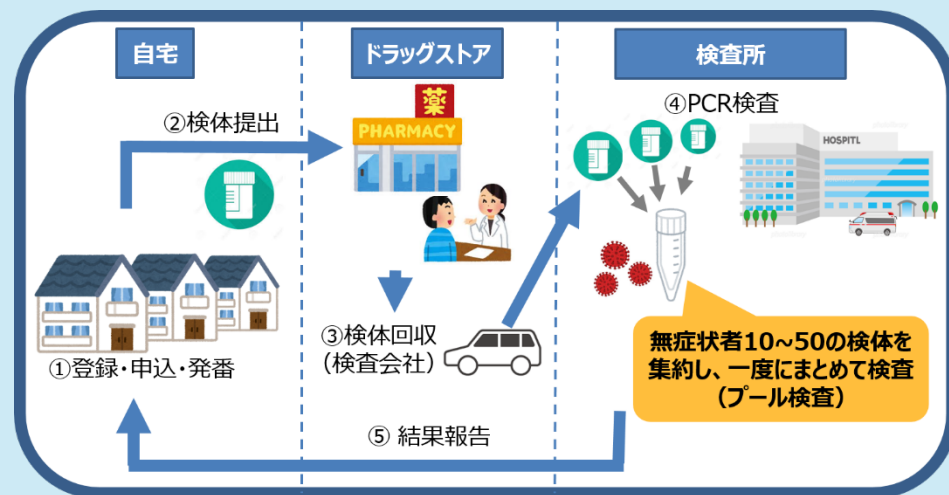 自宅
ドラッグストア
検査所
②検体提出
薬
PHARMACY
④PCR検査
HOSPITL
①登録・申込・発番
③検体回収
（検査会社）
無症状者10~50の検体を
集約し、一度にまとめて検査
（プール検査）
⑤ 結果報告